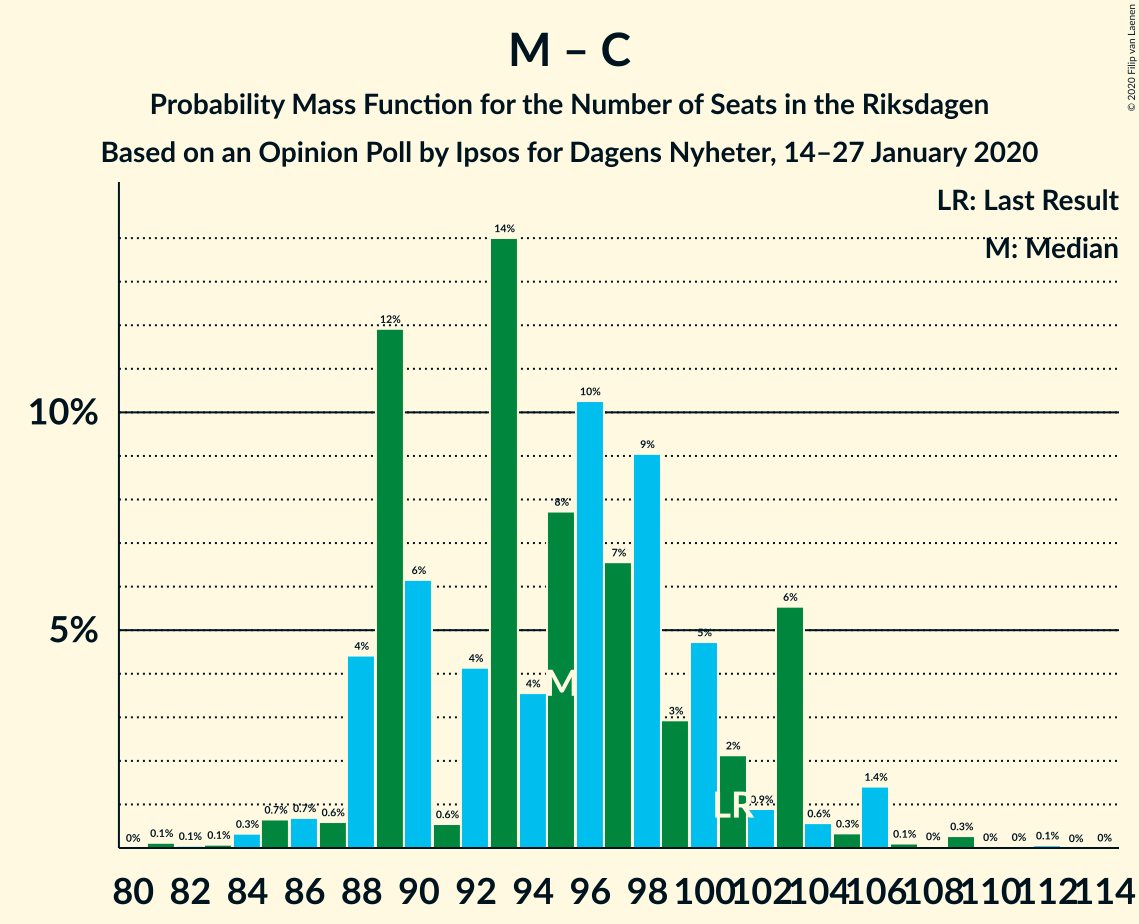 M – C
Probability Mass Function for the Number of Seats in the Riksdagen
Based on an Opinion Poll by Ipsos for Dagens Nyheter, 14–27 January 2020
© 2020 Filip van Laenen
LR: Last Result
M: Median
10%
5%
0% 0.1% 0.1% 0.1% 0.3% 0.7% 0.7% 0.6% 4% 12% 6% 0.6% 4% 14% 4% 8% 10% 7% 9% 3% 5% 2% 0.9% 6% 0.6% 0.3% 1.4% 0.1% 0% 0.3% 0% 0% 0.1% 0% 0%
M
LR
80 82 84 86 88 90 92 94 96 98 100 102 104 106 108 110 112 114